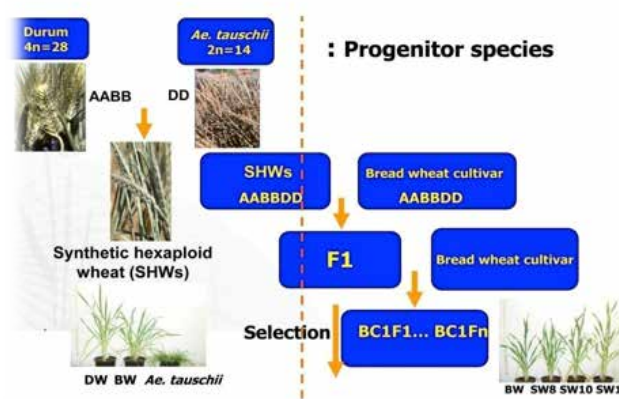 Durum
4n=28
Ae. tauschii
2n=14
: Progenitor species
AABB
DD
SHWs
AABBDD
Bread wheat cultivar
AABBDD
Synthetic hexaploid
wheat (SHWs)
F1
Bread wheat cultivar
Selection
BC1F1... BC1Fn
DW BW Ae. tauschii
BW SW8 SW10 SW1